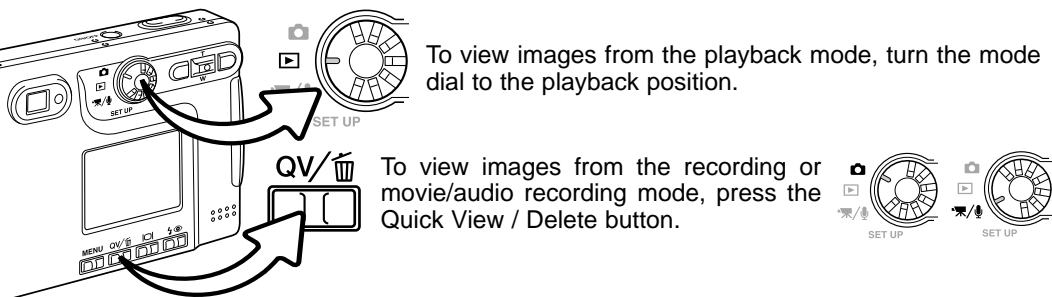 ON/OFF
T
W
SET UP
MENU QV/
SET UP
To view images from the playback mode, turn the mode
dial to the playback position.
QV/
To view images from the recording or
movie/audio recording mode, press the
Quick View / Delete button.
SET UP
SET UP